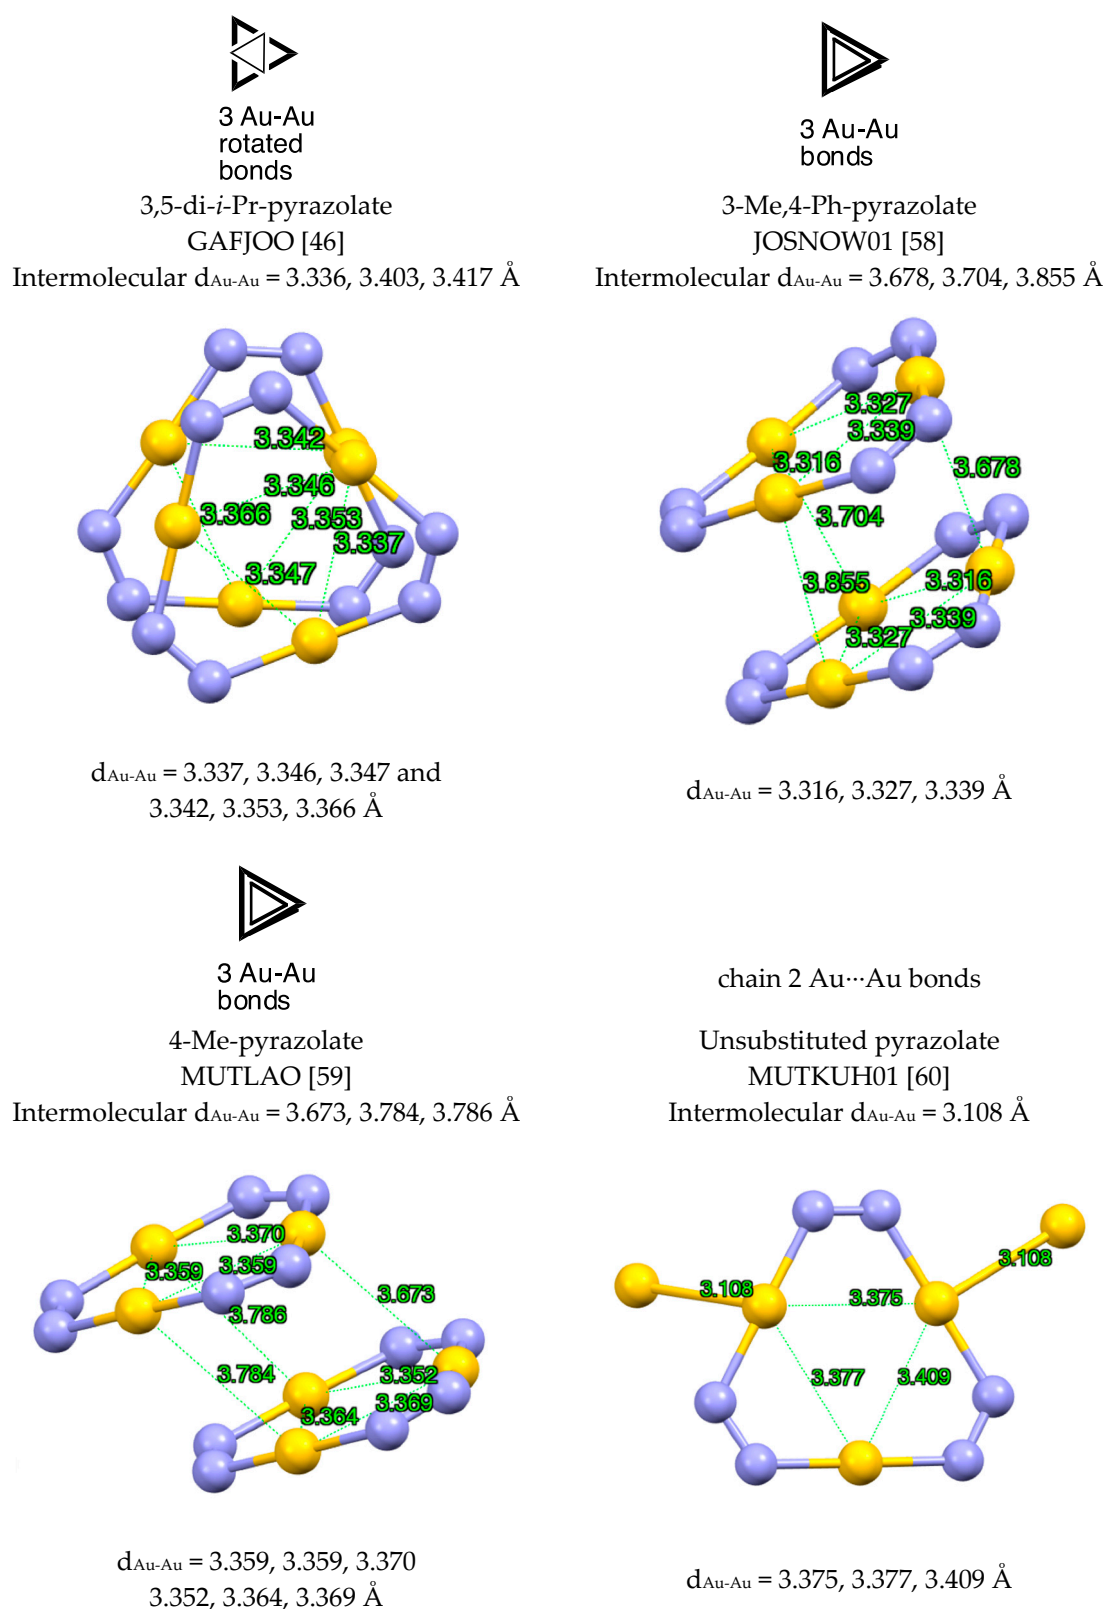 3 Au-Au
rotated
bonds
3,5-di-i-Pr-pyrazolate
GAFJOO [46]
Intermolecular dAu-Au = 3.336, 3.403, 3.417 Å
3.342
3.346
3.366
3.353
3.337
3.347
dAu-Au = 3.337, 3.346, 3.347 and
3.342, 3.353, 3.366 Å
3 Au-Au
bonds
3-Me,4-Ph-pyrazolate
JOSNOW01 [58]
Intermolecular dAu-Au = 3.678, 3.704, 3.855 Å
3.327
3.339
3.316
3.678
3.704
3.855
3.316
3.339
3.327
dAu-Au = 3.316, 3.327, 3.339 Å
3 Au-Au
bonds
4-Me-pyrazolate
MUTLAO [59]
Intermolecular dAu-Au = 3.673, 3.784, 3.786 Å
3.370
3.359
3.359
3.673
3.786
3.784
3.352
3.369
3.364
dAu-Au = 3.359, 3.359, 3.370
3.352, 3.364, 3.369 Å
chain 2 Au···Au bonds
Unsubstituted pyrazolate
MUTKUH01 [60]
Intermolecular dAu-Au = 3.108 Å
3.108
3.108
3.375
3.377
3.409
dAu-Au = 3.375, 3.377, 3.409 Å